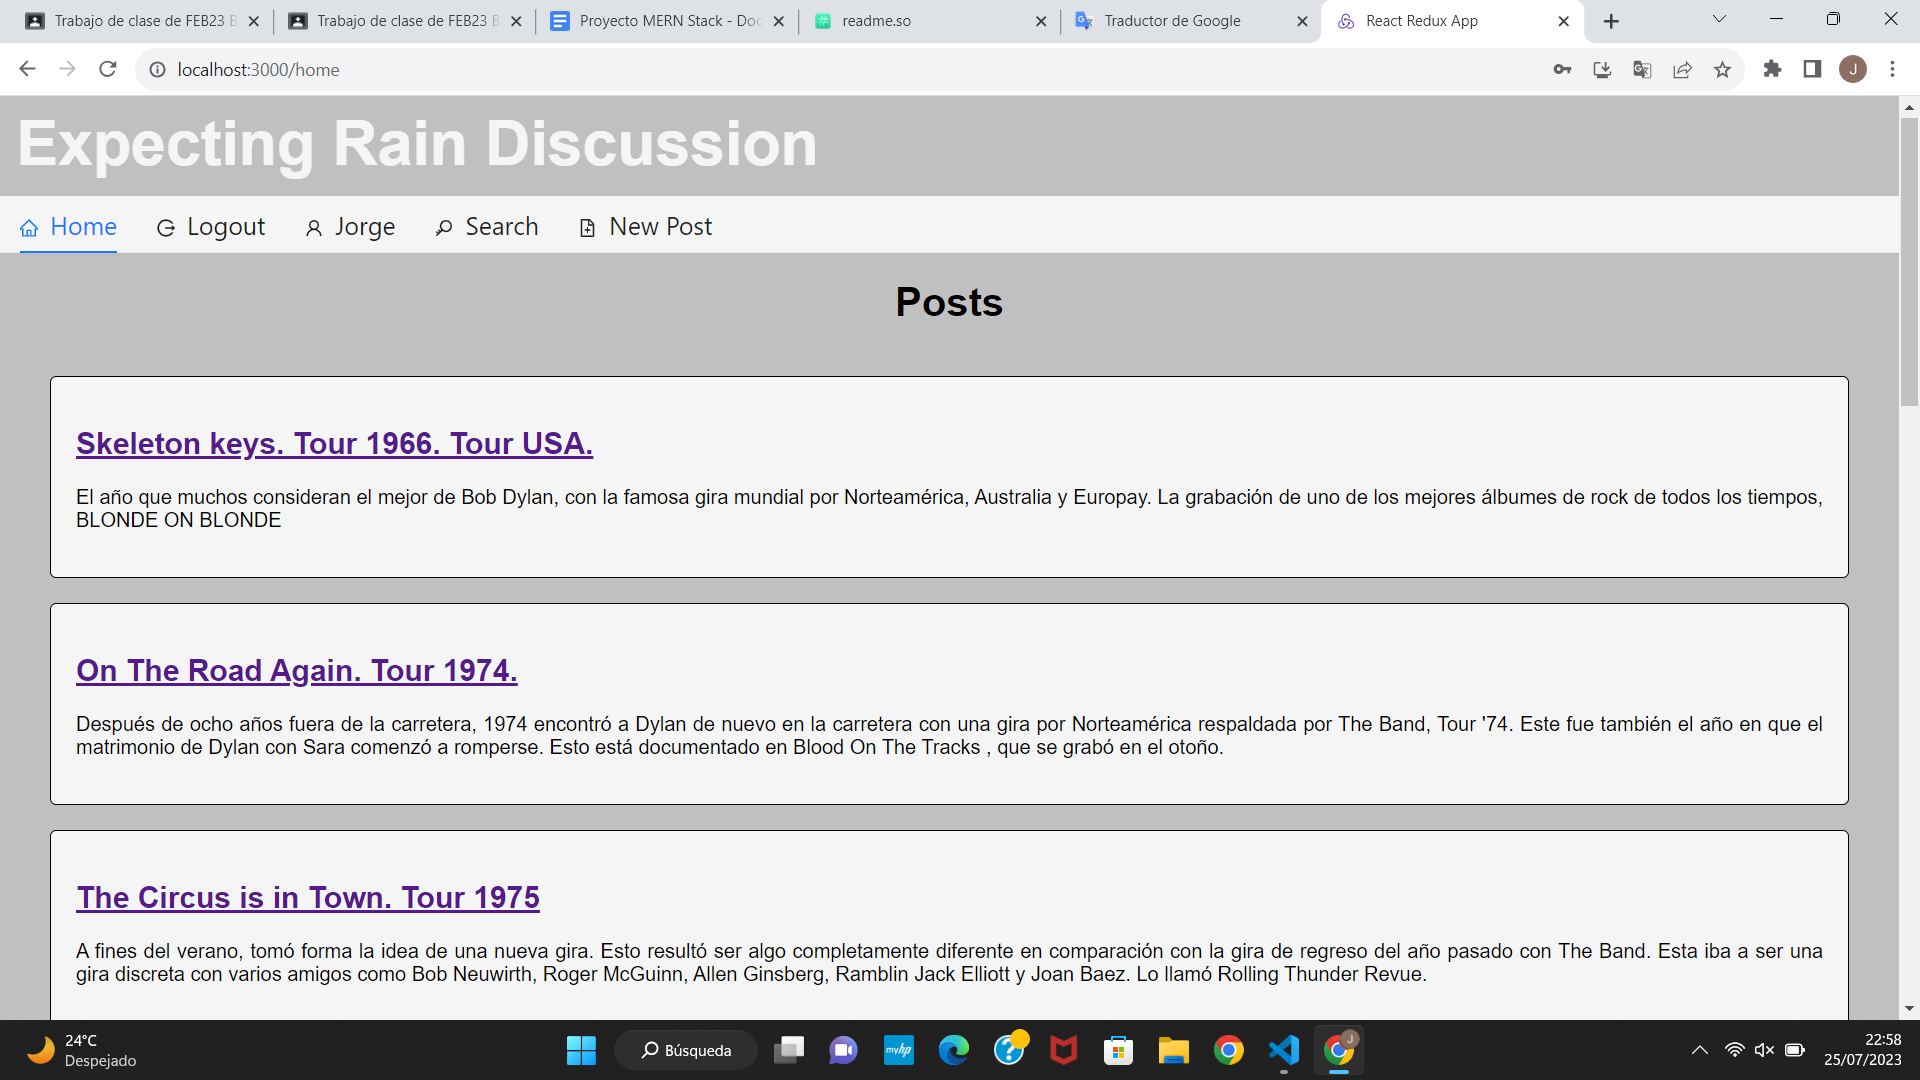 Trabajo de clase de FEB23 B
Trabajo de clase de FEB23 B
Proyecto MERN Stack - Doc
readme.so
Traductor de Google
React Redux App
localhost:3000/home
J
Expecting Rain Discussion
Home
Logout
Jorge
Search
New Post
Posts
Skeleton keys. Tour 1966. Tour USA.
El año que muchos consideran el mejor de Bob Dylan, con la famosa gira mundial por Norteamérica, Australia y Europay. La grabación de uno de los mejores álbumes de rock de todos los tiempos,
BLONDE ON BLONDE
On The Road Again. Tour 1974.
Después de ocho años fuera de la carretera, 1974 encontró a Dylan de nuevo en la carretera con una gira por Norteamérica respaldada por The Band, Tour '74. Este fue también el año en que el
matrimonio de Dylan con Sara comenzó a romperse. Esto está documentado en Blood On The Tracks , que se grabó en el otoño.
The Circus is in Town. Tour 1975
A fines del verano, tomó forma la idea de una nueva gira. Esto resultó ser algo completamente diferente en comparación con la gira de regreso del año pasado con The Band. Esta iba a ser una
gira discreta con varios amigos como Bob Neuwirth, Roger McGuinn, Allen Ginsberg, Ramblin Jack Elliott y Joan Baez. Lo llamó Rolling Thunder Revue.
24°C
Despejado
Búsqueda
myhp
?
J
22:58
25/07/2023